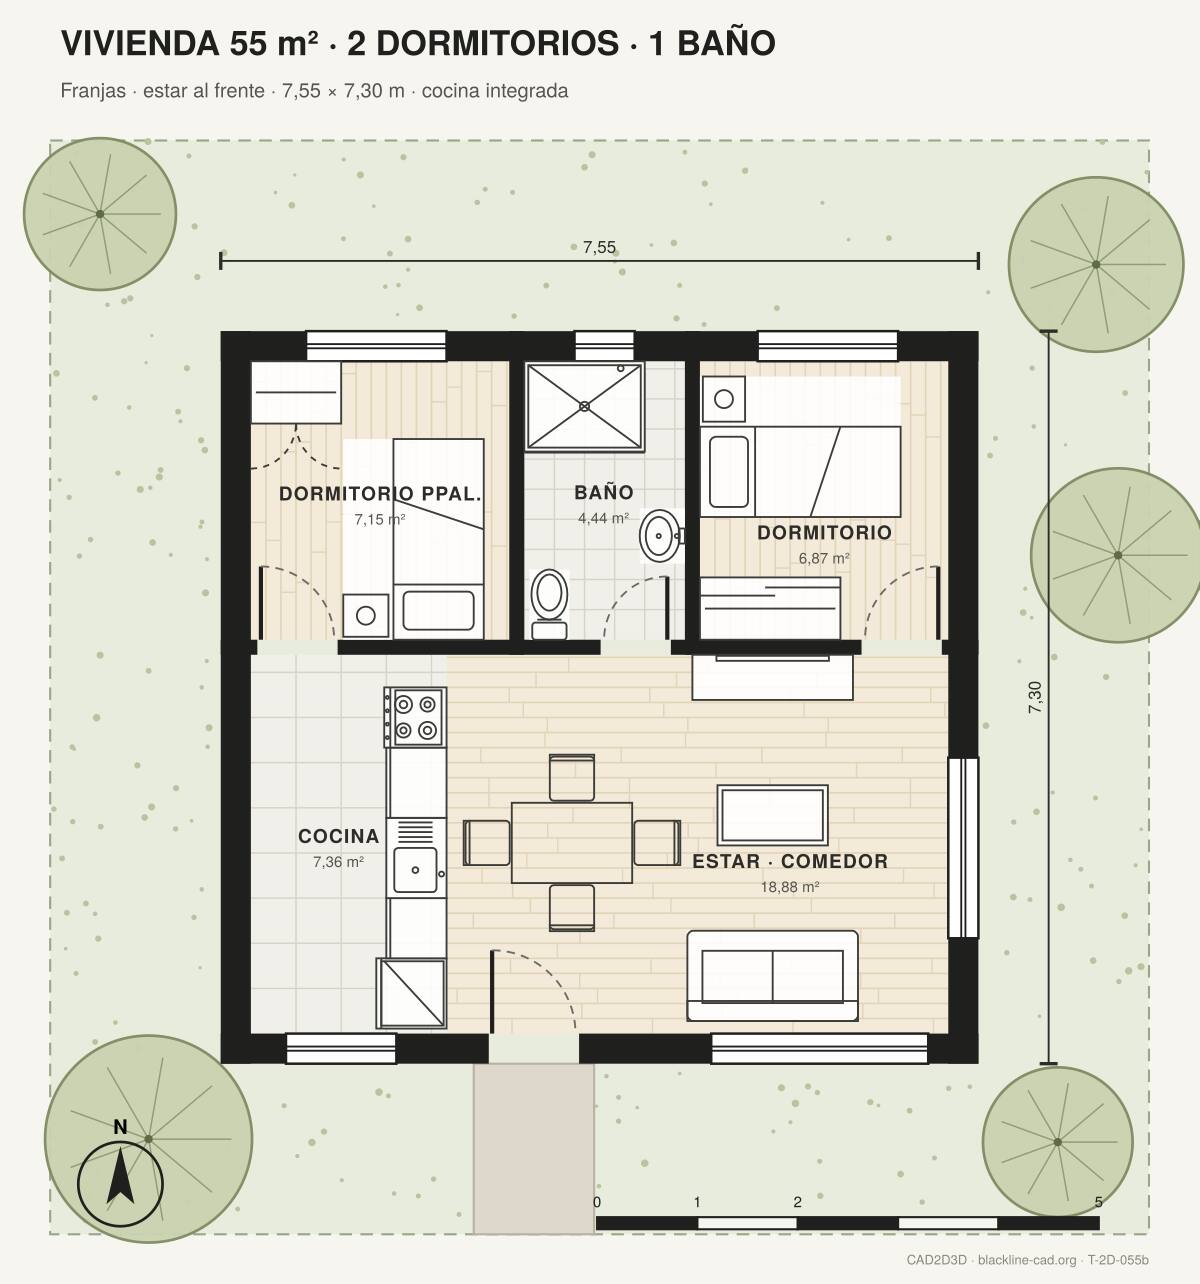 VIVIENDA 55 m² · 2 DORMITORIOS · 1 BAÑO
Franjas · estar al frente · 7,55 × 7,30 m · cocina integrada
7,55
DORMITORIO PPAL.
7,15 m²
BAÑO
4,44 m²
DORMITORIO
6,87 m²
7,30
COCINA
7,36 m²
ESTAR · COMEDOR
18,88 m²
N
0 1 2 5
CAD2D3D · blackline-cad.org · T-2D-055b